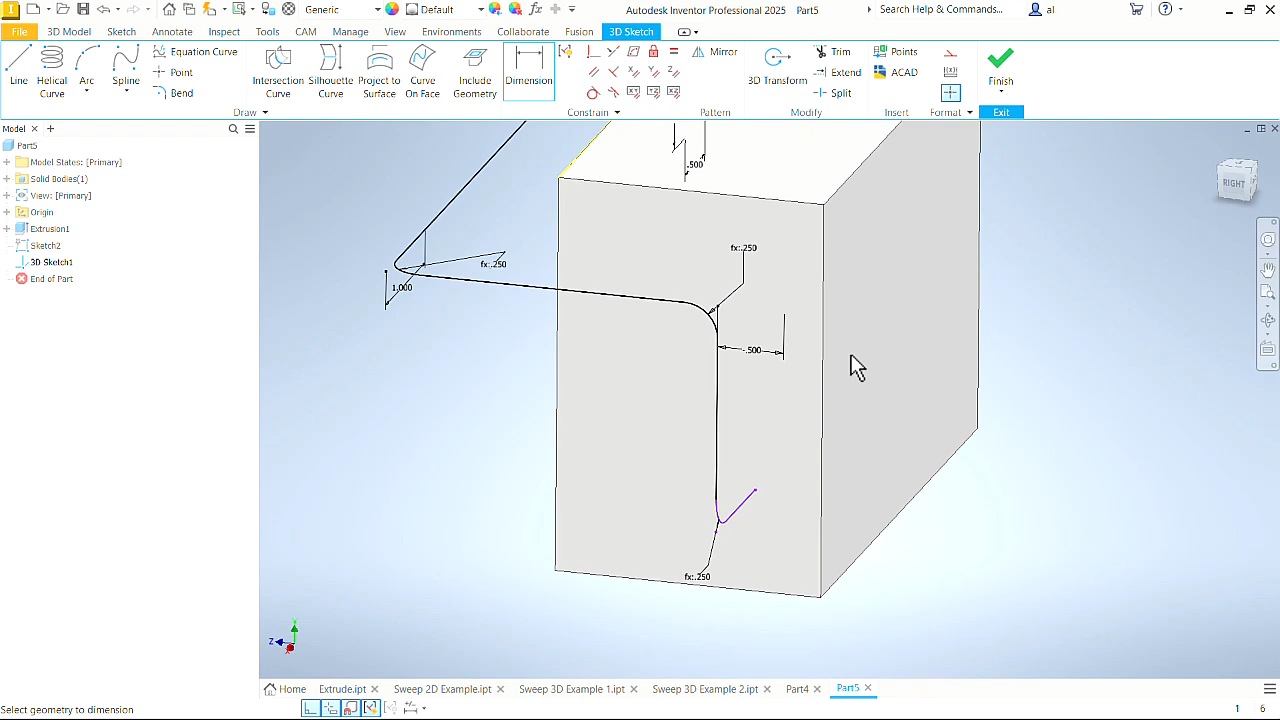 Generic
Default
Autodesk Inventor Professional 2025 Part5
Search Help & Commands...
al
File 3D Model Sketch Annotate Inspect Tools CAM Manage View Environments Collaborate Fusion 3D Sketch
Line
Helical Curve
Arc
Spline
Equation Curve
Point
Bend
Intersection Curve
Silhouette Curve
Project to Surface
Curve On Face
Include Geometry
Dimension
Mirror
3D Transform
Trim
Extend
Split
Points
ACAD
Finish
Draw Constrain Pattern Modify Insert Format Exit
Model
Part5
Model States: [Primary]
Solid Bodies(1)
View: [Primary]
Origin
Extrusion1
Sketch2
3D Sketch1
End of Part
.500
fx:.250
fx:.250
1.000
.500
fx:.250
RIGHT
Y
Z
X
Home Extrude.ipt Sweep 2D Example.ipt Sweep 3D Example 1.ipt Sweep 3D Example 2.ipt Part4 Part5
Select geometry to dimension
1 6